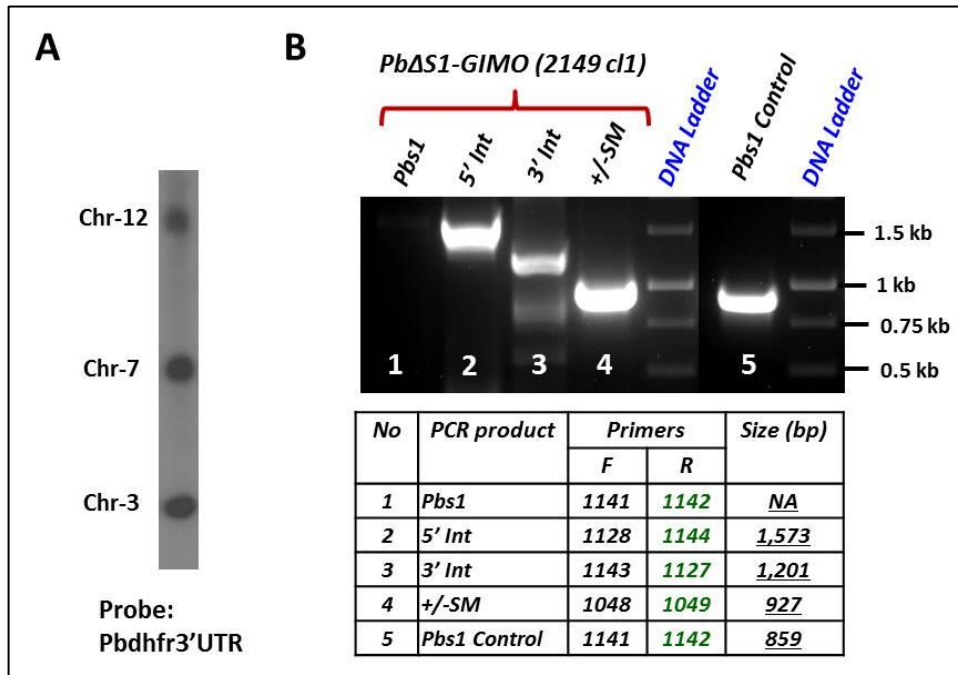 A
Chr-12
Chr-7
Chr-3
Probe:
Pbdhfr3'UTR
B
PbΔS1-GIMO (2149 cl1)
Pbs1
5' Int
3' Int
+/-SM
DNA Ladder
Pbs1 Control
DNA Ladder
1.5 kb
1 kb
0.75 kb
0.5 kb
1 2 3 4 5
No PCR product Primers Size (bp)
F R
1 Pbs1 1141 1142 NA
2 5' Int 1128 1144 1,573
3 3' Int 1143 1127 1,201
4 +/-SM 1048 1049 927
5 Pbs1 Control 1141 1142 859